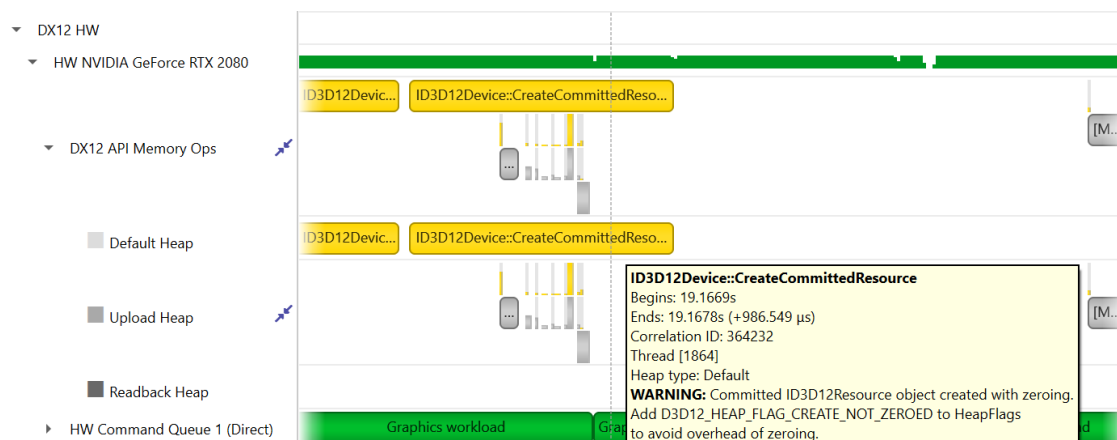 DX12 HW
HW NVIDIA GeForce RTX 2080
ID3D12Devic...
ID3D12Device::CreateCommittedReso...
DX12 API Memory Ops
...
[M...
Default Heap
ID3D12Devic...
ID3D12Device::CreateCommittedReso...
Upload Heap
...
[M...
ID3D12Device::CreateCommittedResource
Begins: 19.1669s
Ends: 19.1678s (+986.549 μs)
Correlation ID: 364232
Thread [1864]
Heap type: Default
WARNING: Committed ID3D12Resource object created with zeroing.
Add D3D12_HEAP_FLAG_CREATE_NOT_ZEROED to HeapFlags
to avoid overhead of zeroing.
Readback Heap
HW Command Queue 1 (Direct)
Graphics workload
Grap
d